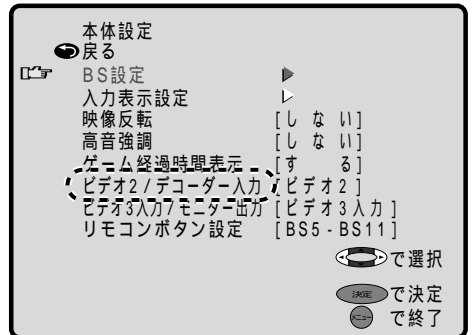 本体設定
戻る
BS設定
入力表示設定
映像反転 [しない]
高音強調 [しない]
ゲーム経過時間表示 [する]
ビデオ2/デコーダー入力 [ビデオ2]
ビデオ3入力/モニター出力 [ビデオ3入力]
リモコンボタン設定 [BS5-BS11]
で選択
決定 で決定
メニュー で終了